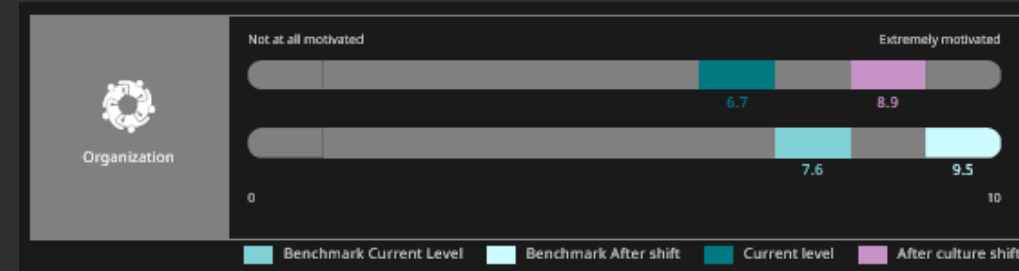 Not at all motivated Extremely motivated
6.7 8.9
Organization
7.6 9.5
0 10
Benchmark Current Level Benchmark After shift Current level After culture shift